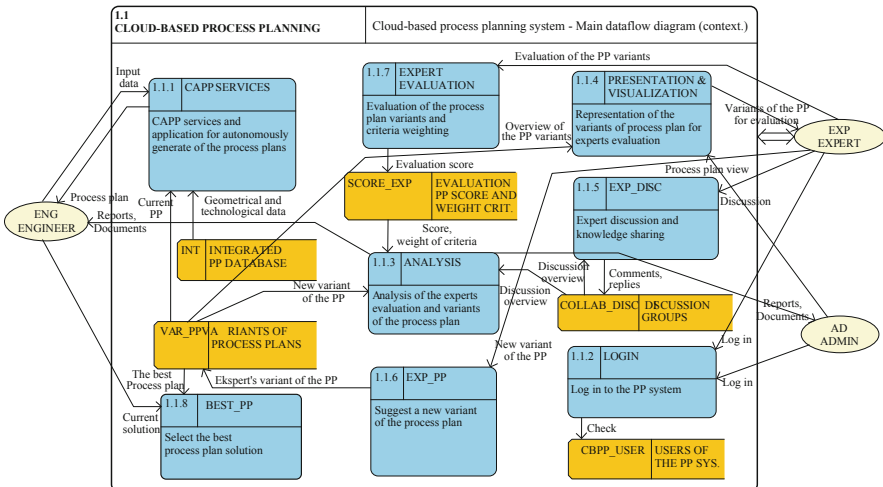 1.1
CLOUD-BASED PROCESS PLANNING
Cloud-based process planning system - Main dataflow diagram (context.)
Input
data
1.1.1 CAPP SERVICES
CAPP services and
application for autonomously
generate of the process plans
1.1.7 EXPERT
EVALUATION
Evaluation of the process
plan variants and
criteria weighting
Evaluation of the PP variants
1.1.4 PRESENTATION &
VISUALIZATION
Representation of the
variants of process plan for
experts evaluation
Variants of the PP
for evaluation
EXP
EXPERT
Overview of
the PP variants
Evaluation score
Process plan view
Process plan
Current
PP
Geometrical and
technological data
SCORE_EXP EVALUATION
PP SCORE AND
WEIGHT CRIT.
1.1.5 EXP_DISC
Expert discussion and
knowledge sharing
Discussion
ENG
ENGINEER
Reports,
Documents
Score,
weight of criteria
INT INTEGRATED
PP DATABASE
1.1.3 ANALYSIS
Analysis of the experts
evaluation and variants
of the process plan
Discussion
overview
Discussion
overview
Comments,
replies
New variant
of the PP
COLLAB_DISC DISCUSSION
GROUPS
Reports,
Documents
AD
ADMIN
VAR_PPVA RIANTS OF
PROCESS PLANS
New variant
of the PP
Log in
1.1.2 LOGIN
Log in to the PP system
Log in
The best
Process plan
Ekspert's variant of the PP
1.1.6 EXP_PP
Suggest a new variant
of the process plan
Current
solution
1.1.8 BEST_PP
Select the best
process plan solution
Check
CBPP_USER USERS OF
THE PP SYS.